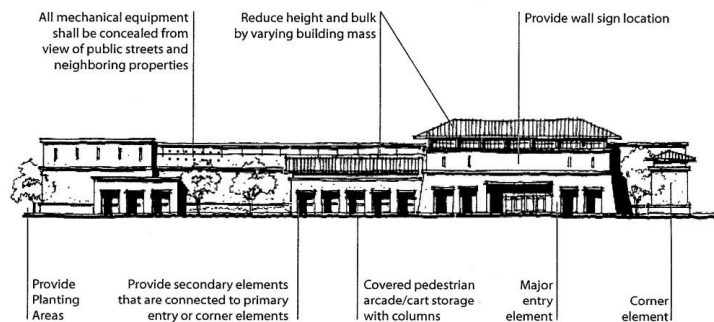 All mechanical equipment
shall be concealed from
view of public streets and
neighboring properties
Reduce height and bulk
by varying building mass
Provide wall sign location
Provide
Planting
Areas
Provide secondary elements
that are connected to primary
entry or corner elements
Covered pedestrian
arcade/cart storage
with columns
Major
entry
element
Corner
element